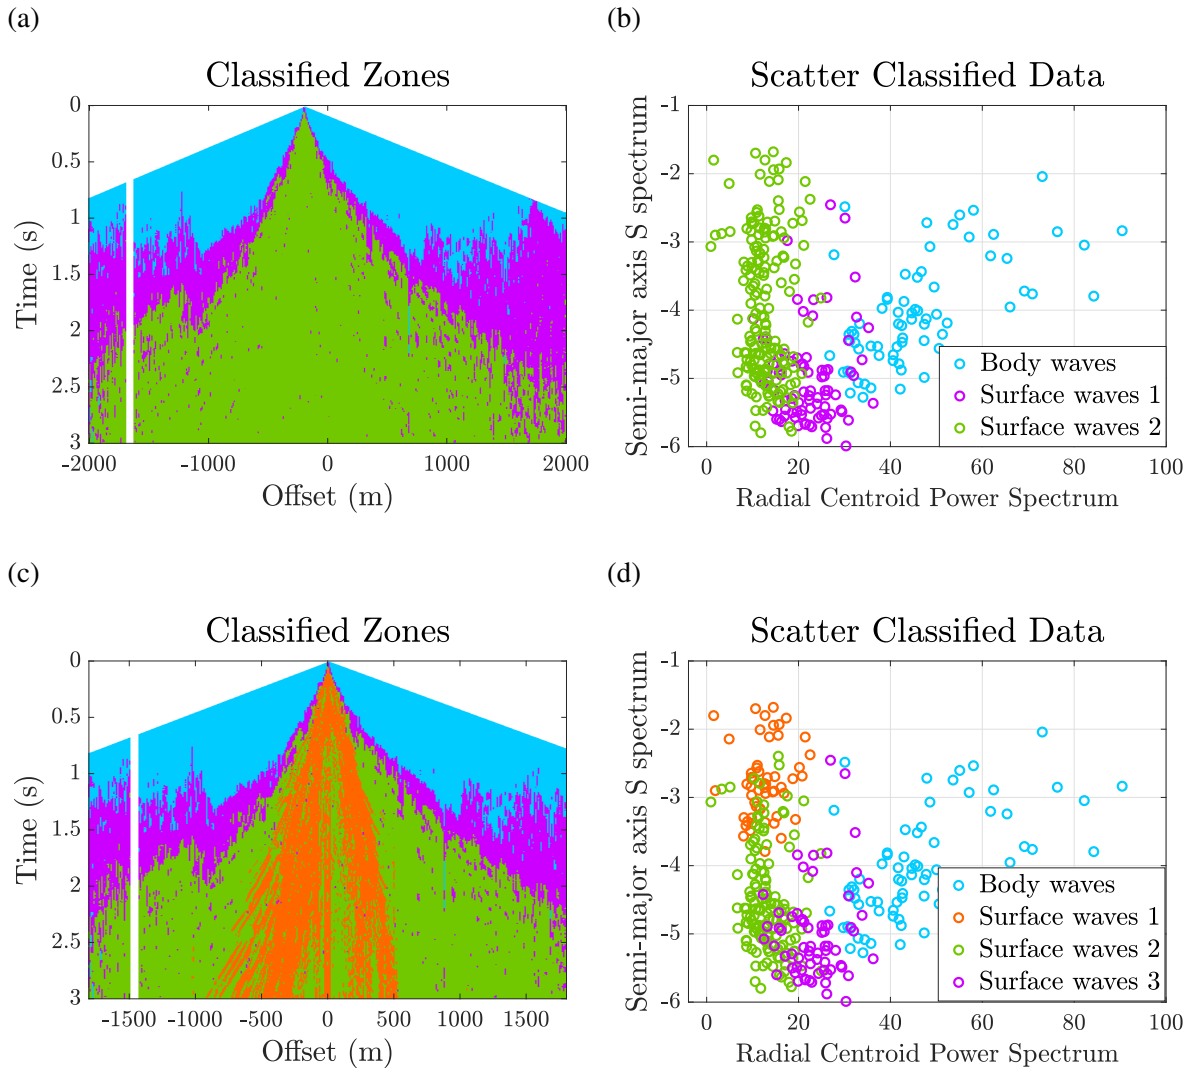 (a)
(b)
Classified Zones
Scatter Classified Data
0
0.5
1
1.5
2
2.5
3
Time (s)
-2000
-1000
0
1000
2000
Offset (m)
-1
-2
-3
-4
-5
-6
Semi-major axis S spectrum
Body waves
Surface waves 1
Surface waves 2
0
20
40
60
80
100
Radial Centroid Power Spectrum
(c)
(d)
Classified Zones
Scatter Classified Data
0
0.5
1
1.5
2
2.5
3
Time (s)
-1500
-1000
-500
0
500
1000
1500
Offset (m)
-1
-2
-3
-4
-5
-6
Semi-major axis S spectrum
Body waves
Surface waves 1
Surface waves 2
Surface waves 3
0
20
40
60
80
100
Radial Centroid Power Spectrum